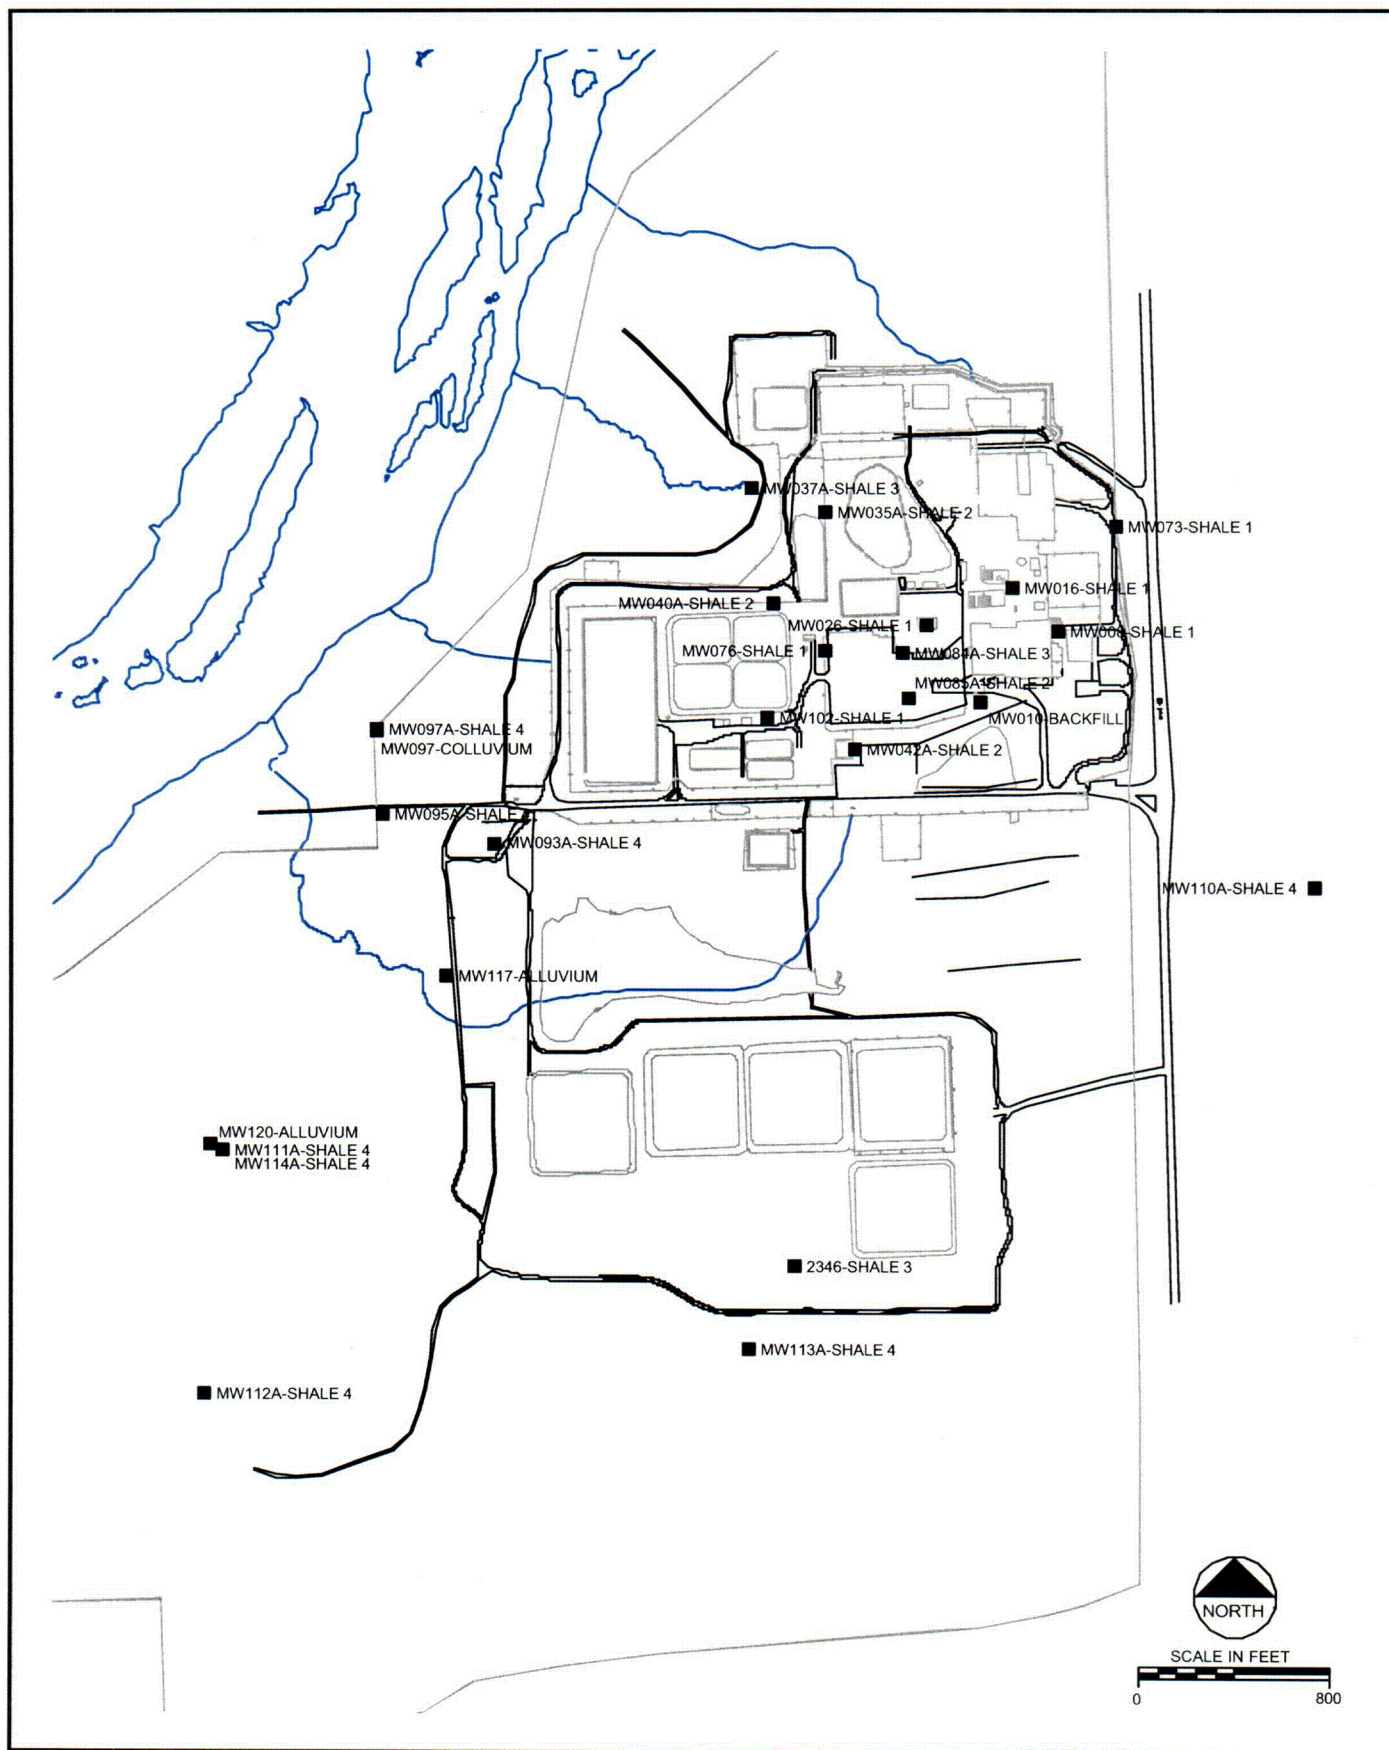 MW037A-SHALE 3
MW035A-SHALE 2
MW073-SHALE 1
MW016-SHALE 1
MW040A-SHALE 2
MW026-SHALE 1
MW008-SHALE 1
MW076-SHALE 1
MW084A-SHALE 3
MW085A-SHALE 2
MW102-SHALE 1
MW010-BACKFILL
MW097A-SHALE 4
MW097-COLLUVIUM
MW042A-SHALE 2
MW095A-SHALE
MW093A-SHALE 4
MW110A-SHALE 4
MW117-ALLUVIUM
MW120-ALLUVIUM
MW111A-SHALE 4
MW114A-SHALE 4
2346-SHALE 3
MW113A-SHALE 4
MW112A-SHALE 4
NORTH
SCALE IN FEET
0 800